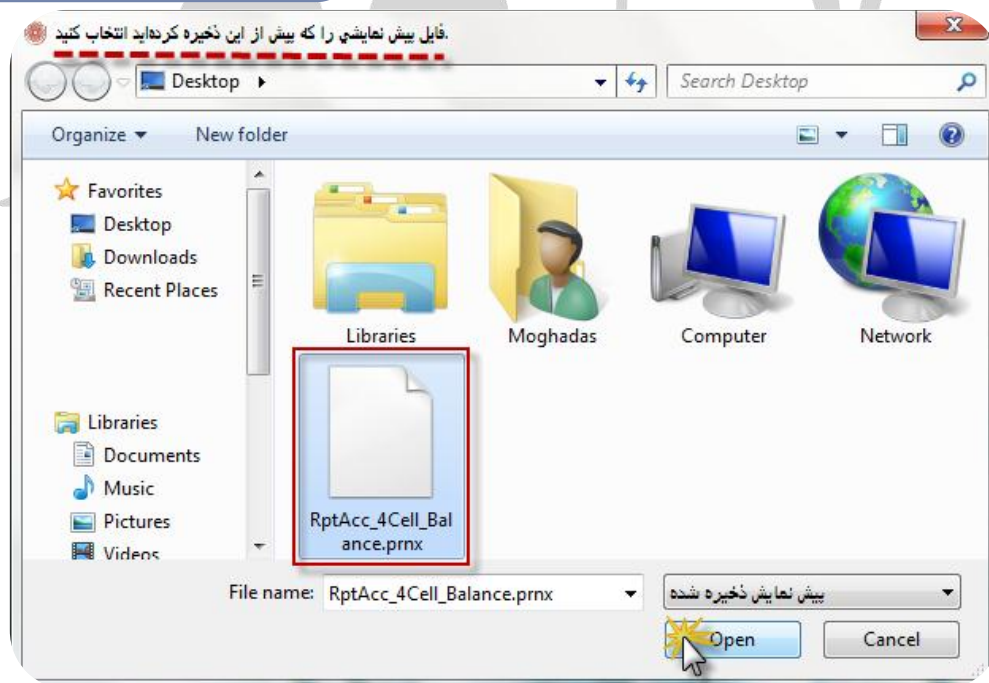 .فایل پیش نمایشي را که پیش از این ذخیره کرده‌اید انتخاب کنید
Desktop
Search Desktop
Organize
New folder
Favorites
Desktop
Downloads
Recent Places
Libraries
Documents
Music
Pictures
Videos
Libraries
Moghadas
Computer
Network
RptAcc_4Cell_Bal
ance.prnx
File name:
RptAcc_4Cell_Balance.prnx
پیش نمایش ذخیره شده
Open
Cancel